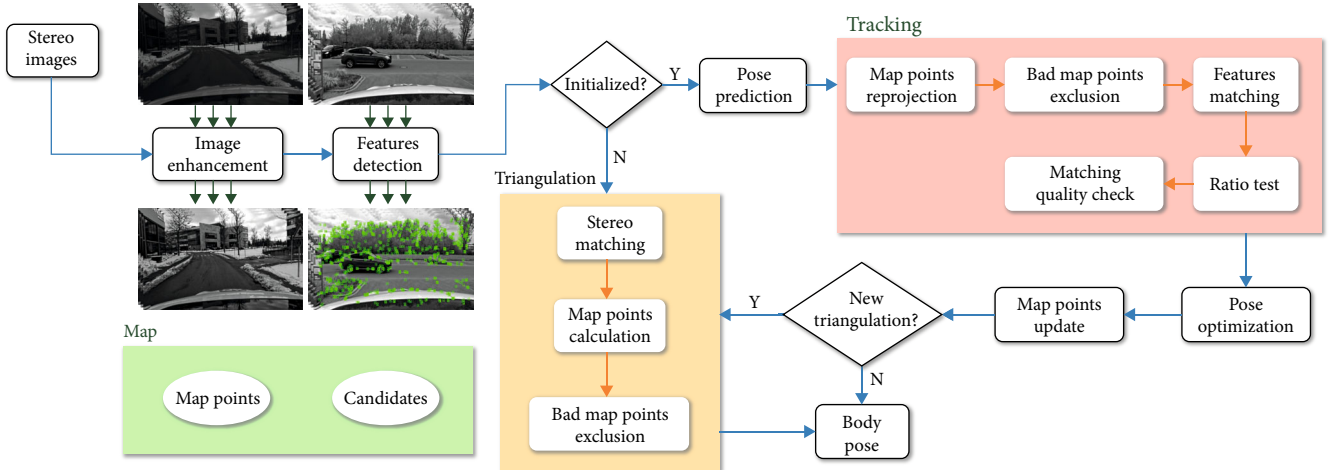 Stereo
images
Image
enhancement
Features
detection
Initialized?
Y
N
Pose
prediction
Tracking
Map points
reprojection
Bad map points
exclusion
Features
matching
Ratio test
Matching
quality check
Triangulation
Stereo
matching
Map points
calculation
Bad map points
exclusion
Y
New
triangulation?
N
Map points
update
Pose
optimization
Body
pose
Map
Map points
Candidates